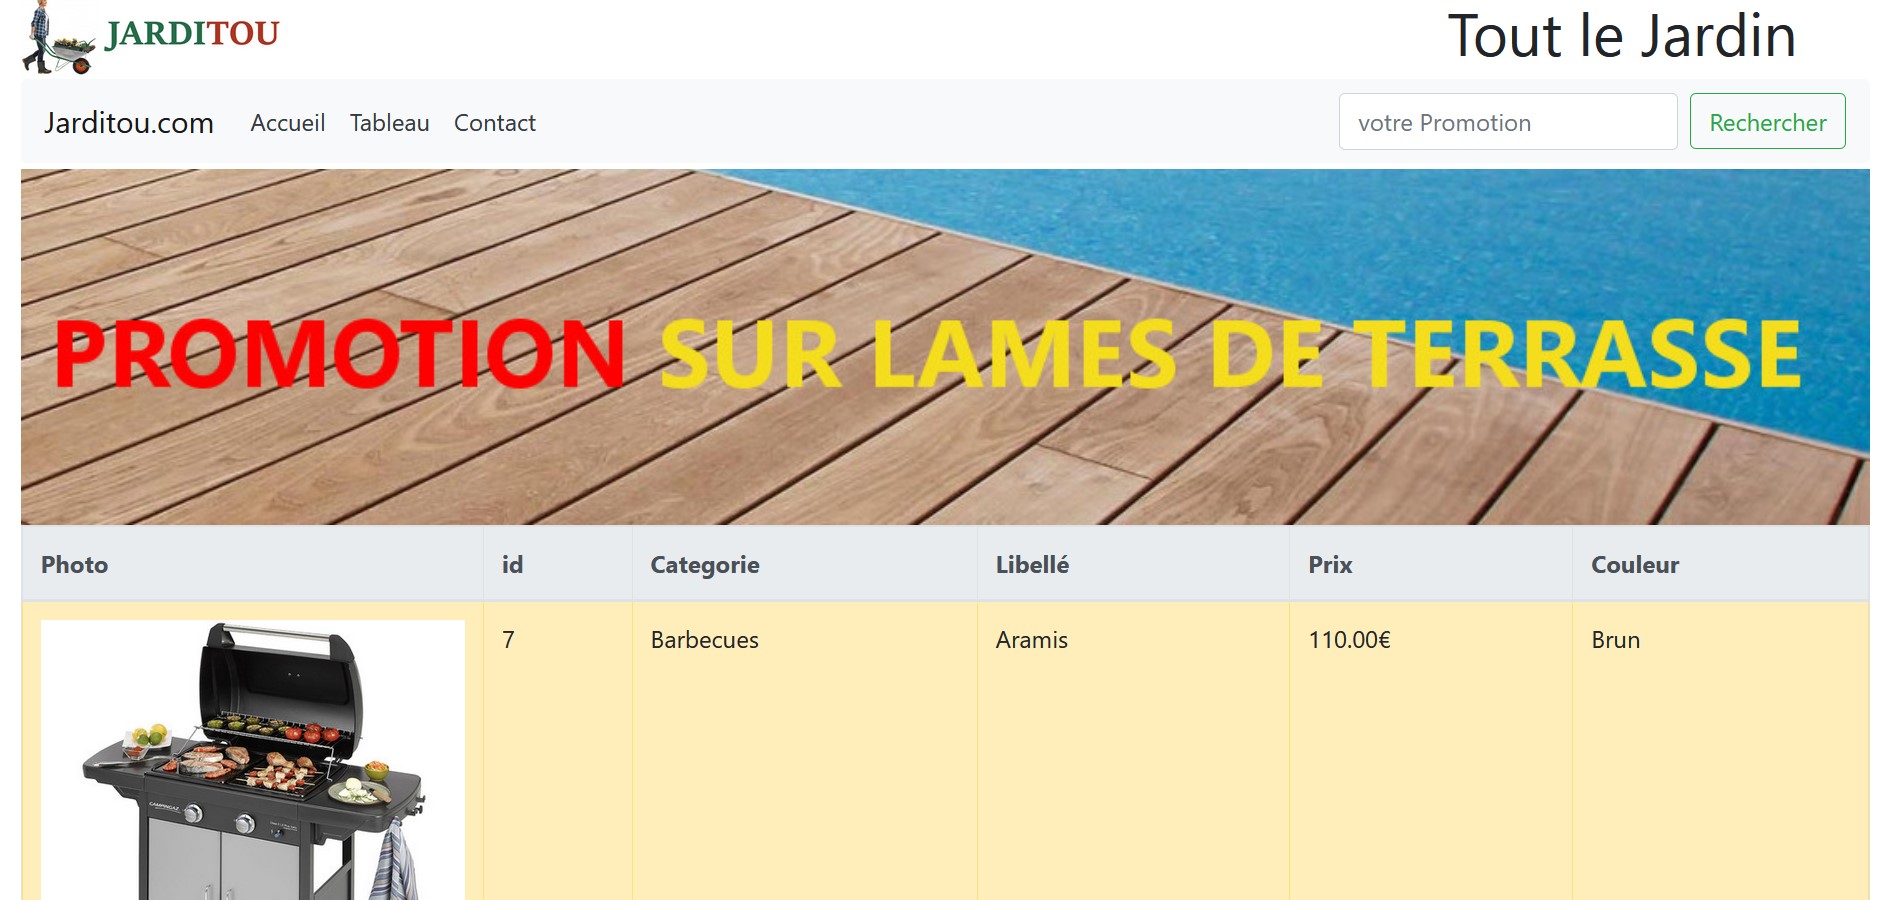 JARDITOU
Tout le Jardin
Jarditou.com Accueil Tableau Contact votre Promotion Rechercher
PROMOTION SUR LAMES DE TERRASSE
Photo id Categorie Libellé Prix Couleur
7 Barbecues Aramis 110.00€ Brun
CAMPINGAZ